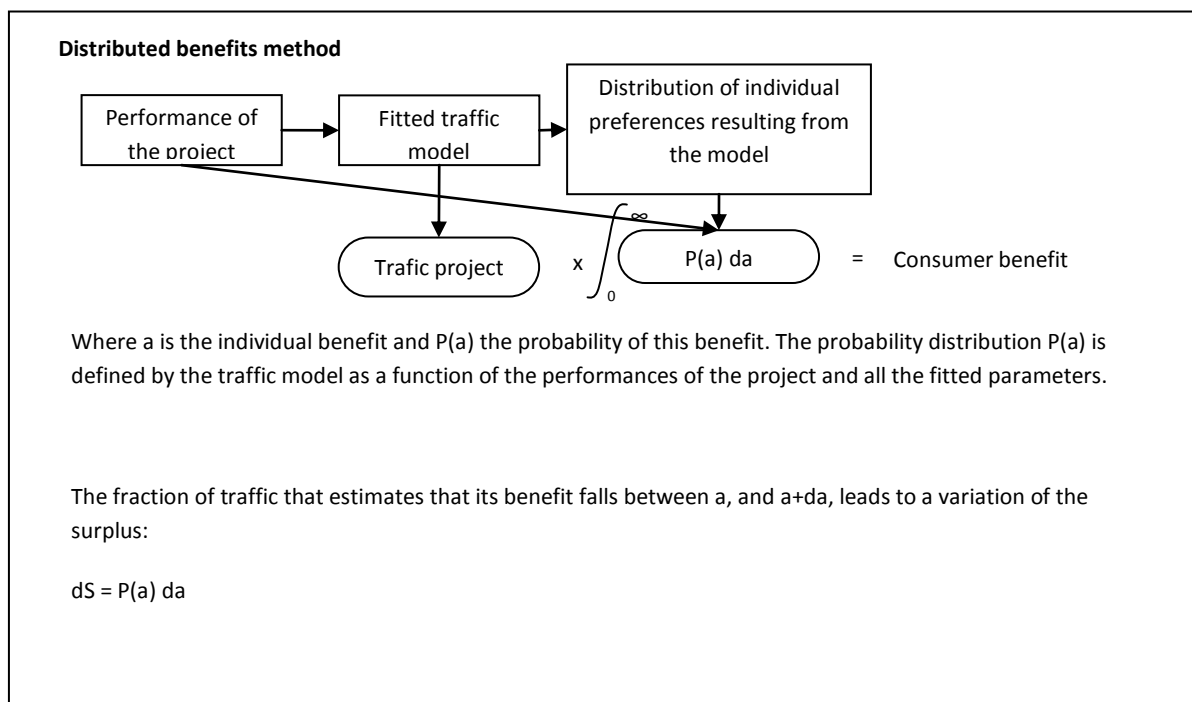 Distributed benefits method
Performance of
the project
Fitted traffic
model
Distribution of individual
preferences resulting from
the model
Trafic project
x
∫
∞
0
P(a) da
=
Consumer benefit
Where a is the individual benefit and P(a) the probability of this benefit. The probability distribution P(a) is
defined by the traffic model as a function of the performances of the project and all the fitted parameters.
The fraction of traffic that estimates that its benefit falls between a, and a+da, leads to a variation of the
surplus:
dS = P(a) da